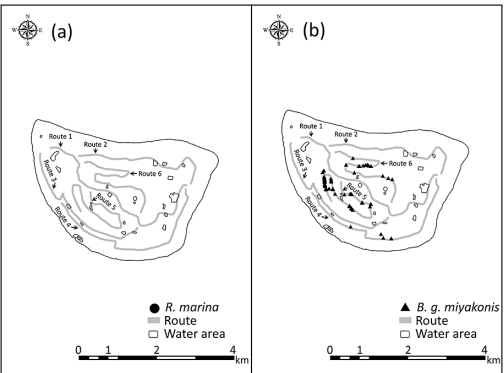 N
W E
S
(a)
Route 1
Route 2
Route 3
Route 6
Route 5
Route 4
R. marina
Route
Water area
0 1 2 4
km
N
W E
S
(b)
Route 1
Route 2
Route 3
Route 6
Route 5
Route 4
B. g. miyakonis
Route
Water area
0 1 2 4
km